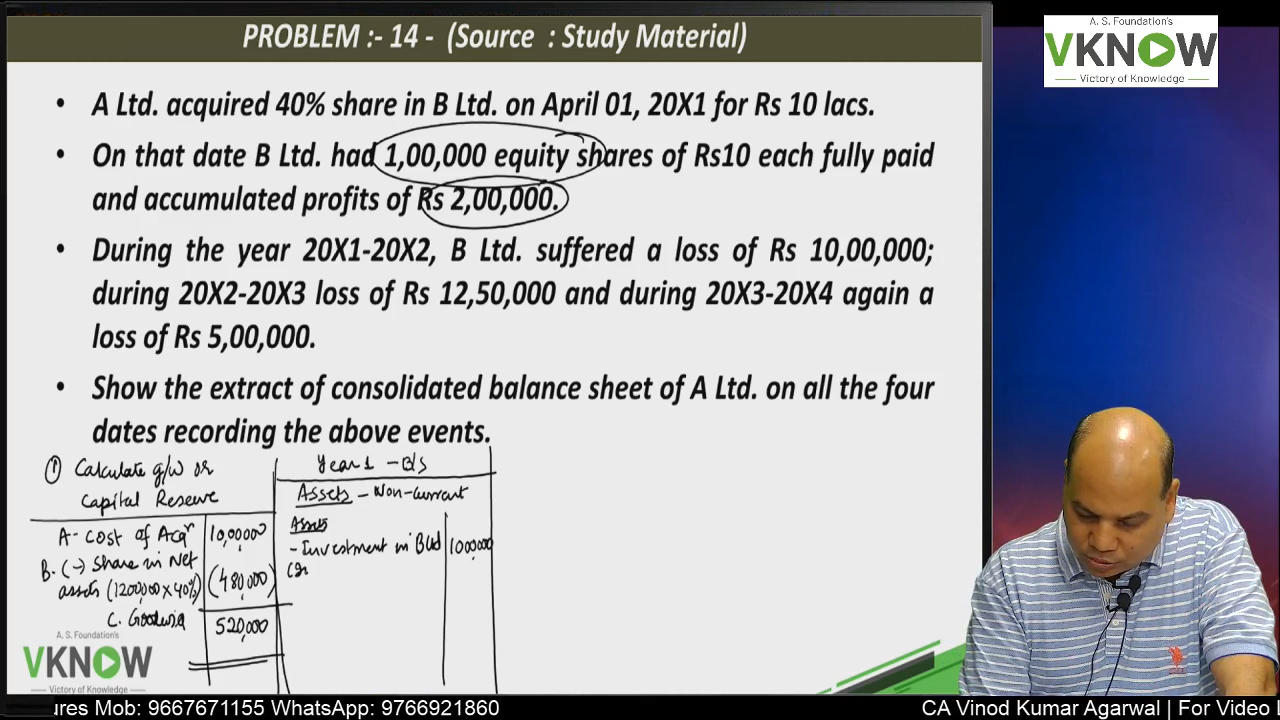 PROBLEM :- 14 - (Source : Study Material)
A. S. Foundation's
VKNOW
Victory of Knowledge
• A Ltd. acquired 40% share in B Ltd. on April 01, 20X1 for Rs 10 lacs.
• On that date B Ltd. had 1,00,000 equity shares of Rs10 each fully paid
and accumulated profits of Rs 2,00,000.
• During the year 20X1-20X2, B Ltd. suffered a loss of Rs 10,00,000;
during 20X2-20X3 loss of Rs 12,50,000 and during 20X3-20X4 again a
loss of Rs 5,00,000.
• Show the extract of consolidated balance sheet of A Ltd. on all the four
dates recording the above events.
① Calculate g/w or
Capital Reserve
A - Cost of Acqⁿ 10,00,000
B. (-) Share in Net
assets (1200,000 x 40%) (480,000)
C. Goodwill 520,000
Year 1 - B/S
Assets - Non-current
Assets
- Investment in B Ltd 1000,000
A. S. Foundation's
VKNOW
Victory of Knowledge
ures Mob: 9667671155 WhatsApp: 9766921860
CA Vinod Kumar Agarwal | For Video